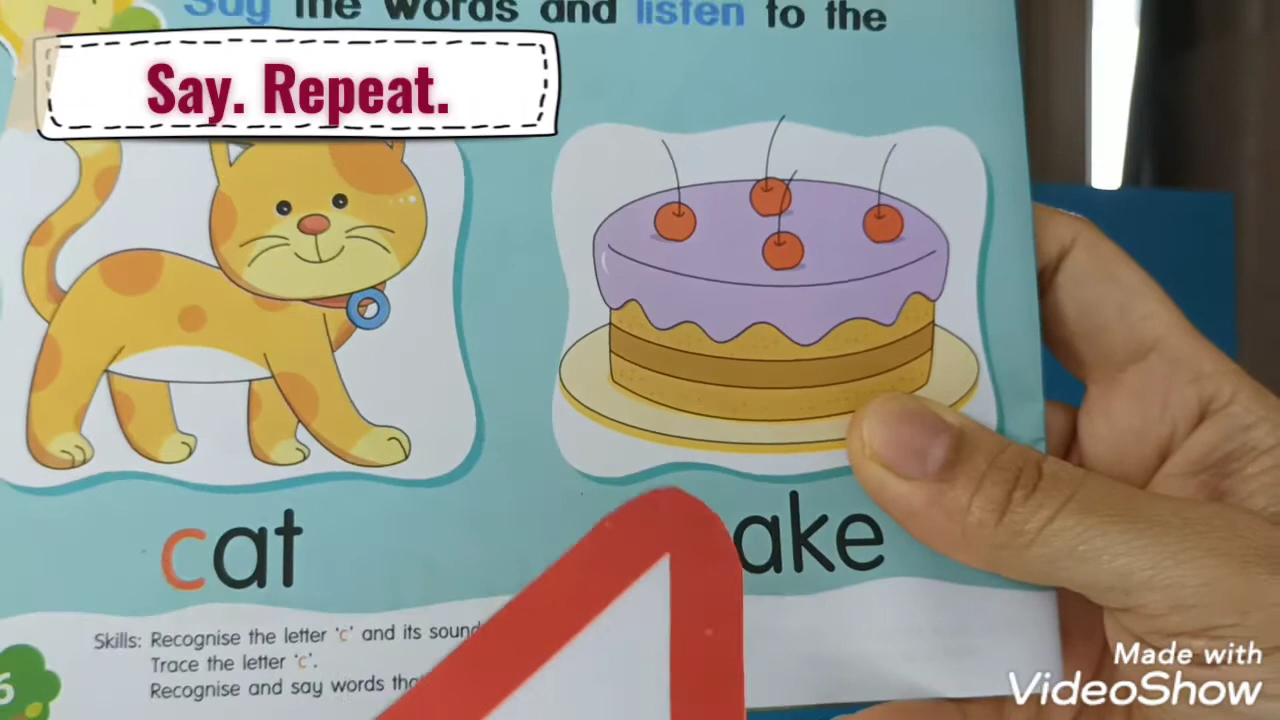 Say the words and listen to the
Say. Repeat.
cat
ake
Skills: Recognise the letter 'c' and its sound
Trace the letter 'c'.
Recognise and say words
6
Made with
VideoShow